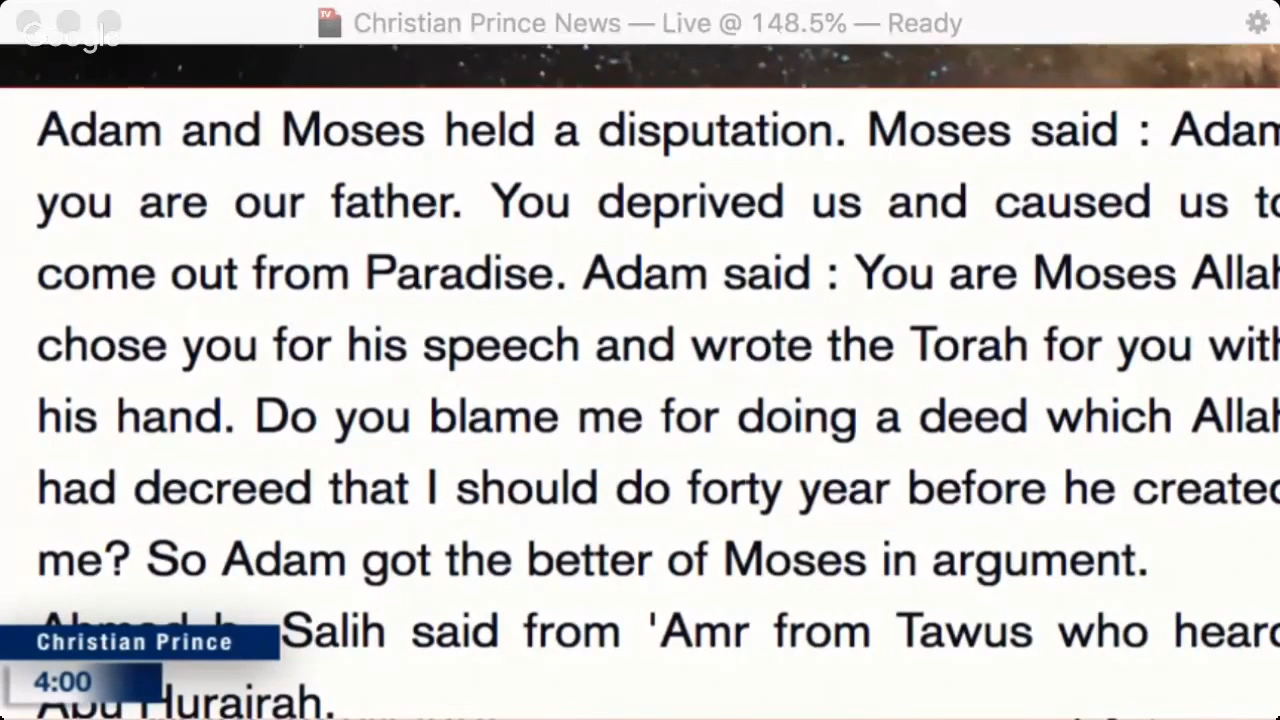 Christian Prince News — Live @ 148.5% — Ready
Google
Adam and Moses held a disputation. Moses said : Adam
you are our father. You deprived us and caused us to
come out from Paradise. Adam said : You are Moses Allah
chose you for his speech and wrote the Torah for you with
his hand. Do you blame me for doing a deed which Allah
had decreed that I should do forty year before he created
me? So Adam got the better of Moses in argument.
Ahmad b. Salih said from 'Amr from Tawus who heard
Christian Prince
4:00
Abu Hurairah.